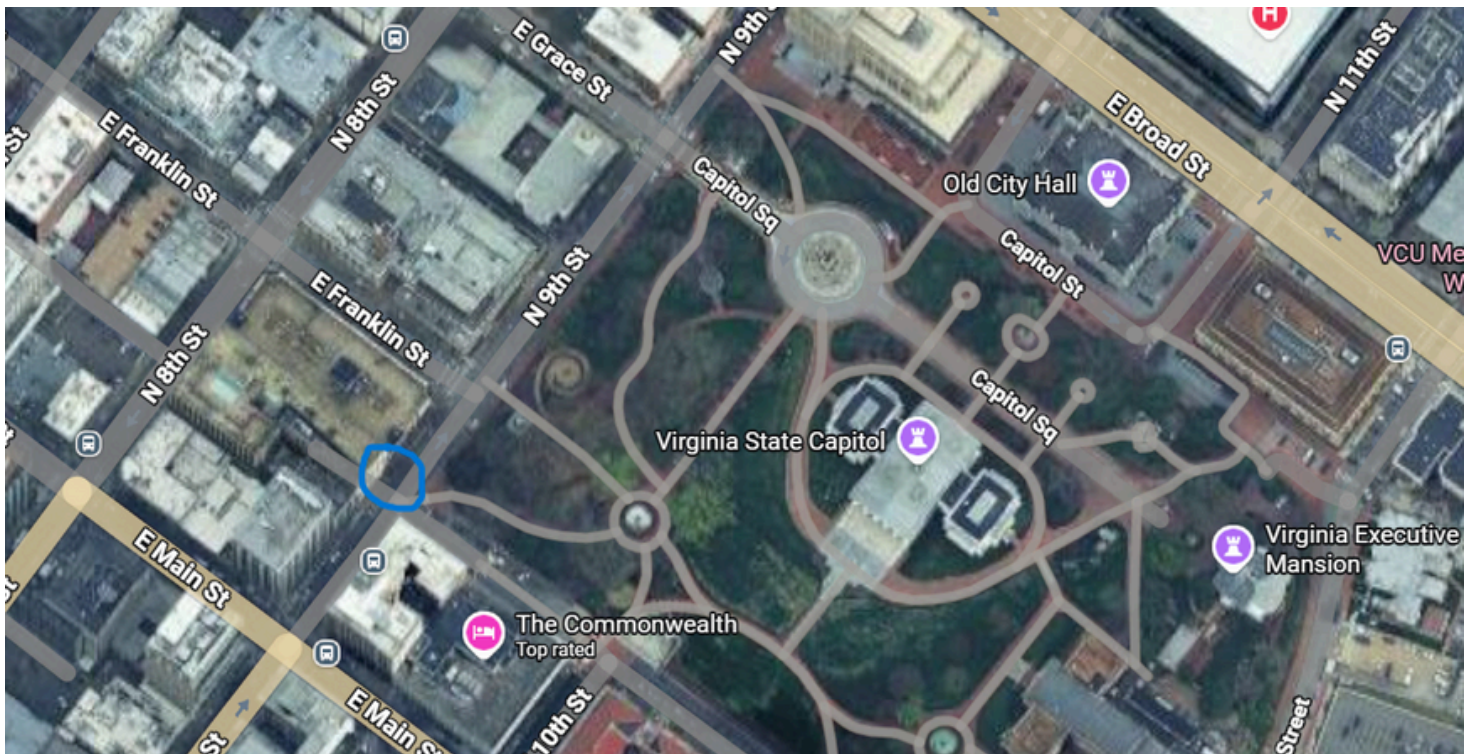 E Grace St
N 9th
H
N 11th St
N 8th St
E Broad St
E Franklin St
St
Old City Hall
Capitol Sq
VCU Me
W
Capitol St
N 9th St
E Franklin St
N 8th St
Capitol Sq
Virginia State Capitol
Virginia Executive
Mansion
E Main St
St
The Commonwealth
Top rated
E Main St
10th St
St
Street